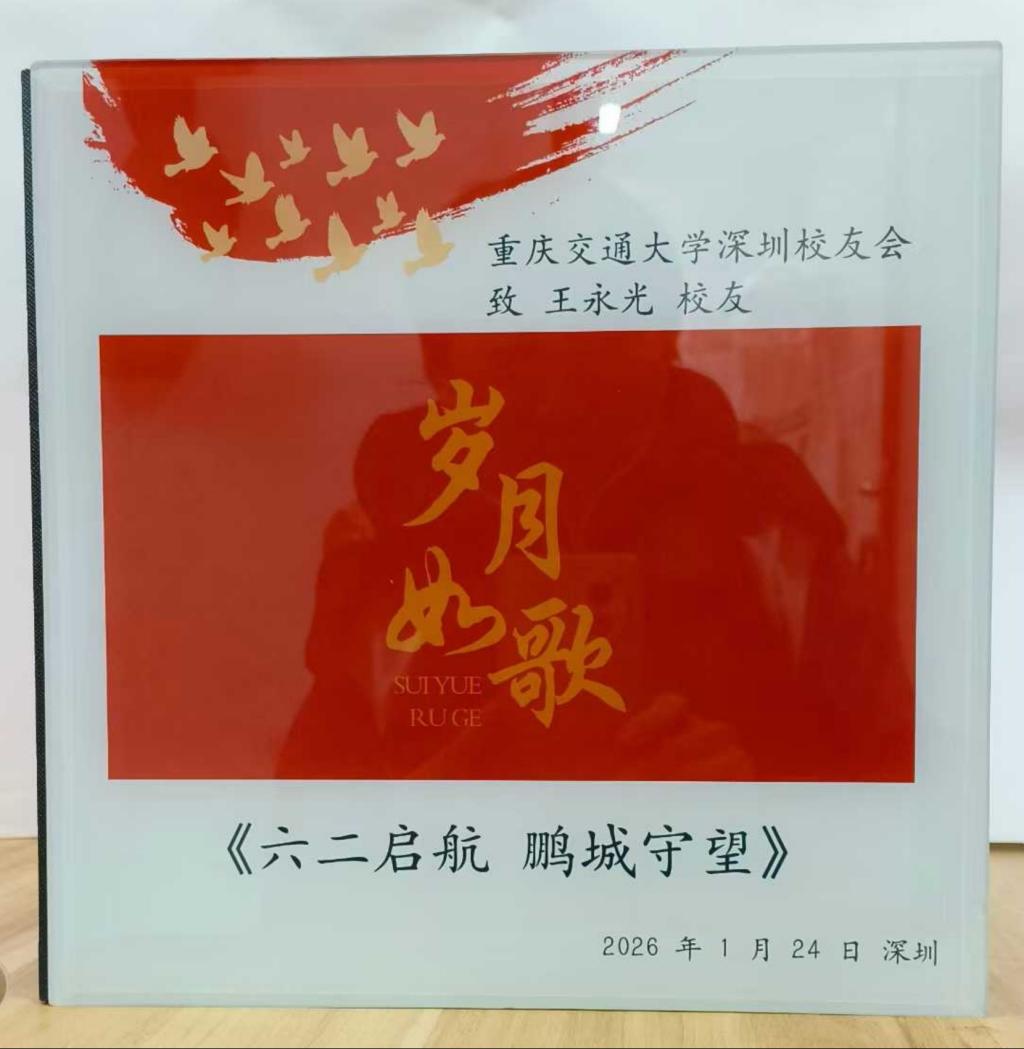 重庆交通大学深圳校友会
致 王永光 校友
岁月
如歌
SUI YUE
RU GE
《六二启航 鹏城守望》
2026 年 1 月 24 日 深圳